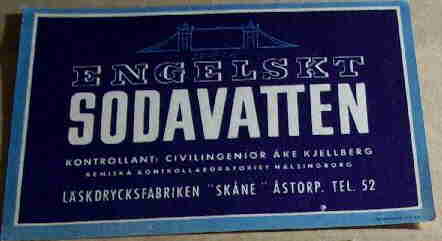 ENGELSKT
SODAVATTEN
KONTROLLANT: CIVILINGENIÖR ÅKE KJELLBERG
KEMISKA KONTROLLABORATORIET HÄLSINGBORG
LÄSKDRYCKSFABRIKEN "SKÅNE" ÅSTORP. TEL. 52